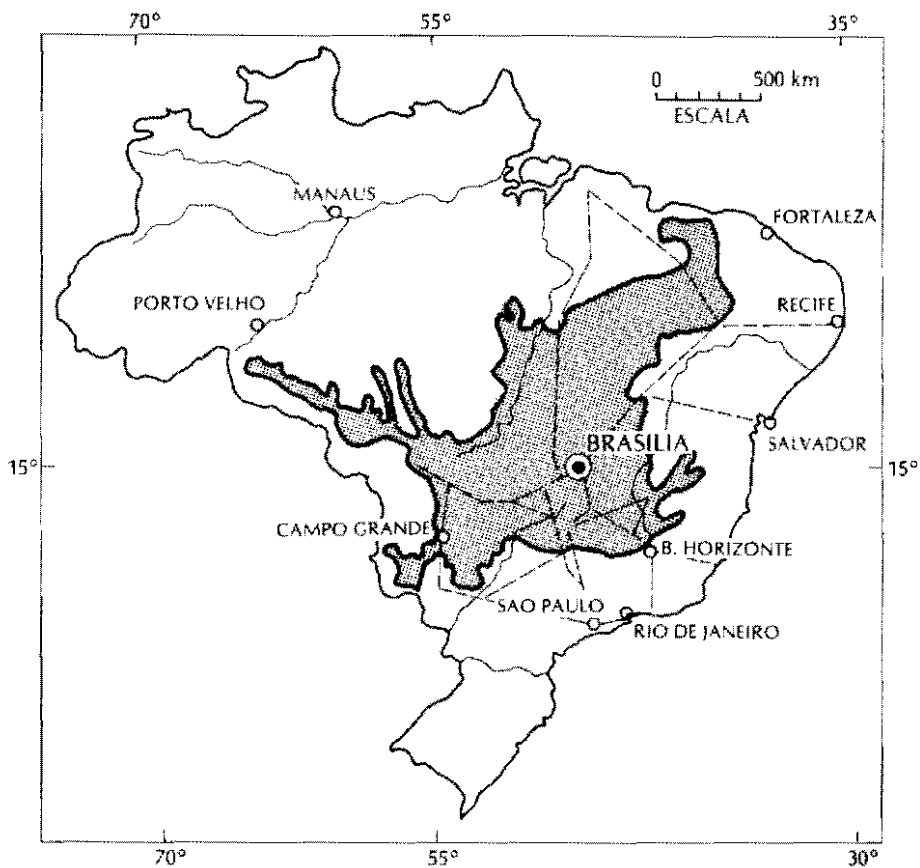 70°
55°
35°
0 500 km
ESCALA
MANAUS
FORTALEZA
PORTO VELHO
RECIFE
SALVADOR
BRASILIA
15°
15°
CAMPO GRANDE
B. HORIZONTE
SAO PAULO
RIO DE JANEIRO
70°
55°
30°